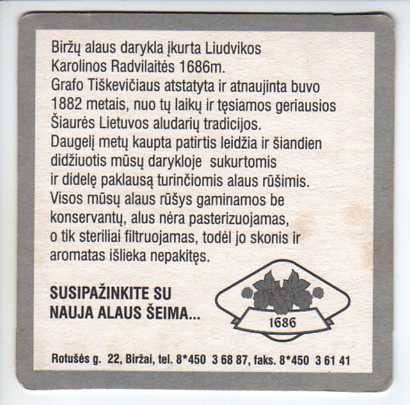 Biržų alaus darykla įkurta Liudvikos
Karolinos Radvilaitės 1686m.
Grafo Tiškevičiaus atstatyta ir atnaujinta buvo
1882 metais, nuo tų laikų ir tęsiamos geriausios
Šiaurės Lietuvos aludarių tradicijos.
Daugelį metų kaupta patirtis leidžia ir šiandien
didžiuotis mūsų darykloje sukurtomis
ir didelę paklausą turinčiomis alaus rūšimis.
Visos mūsų alaus rūšys gaminamos be
konservantų, alus nėra pasterizuojamas,
o tik steriliai filtruojamas, todėl jo skonis ir
aromatas išlieka nepakitęs.
SUSIPAŽINKITE SU
NAUJA ALAUS ŠEIMA...
1686
Rotušės g. 22, Biržai, tel. 8*450 3 68 87, faks. 8*450 3 61 41